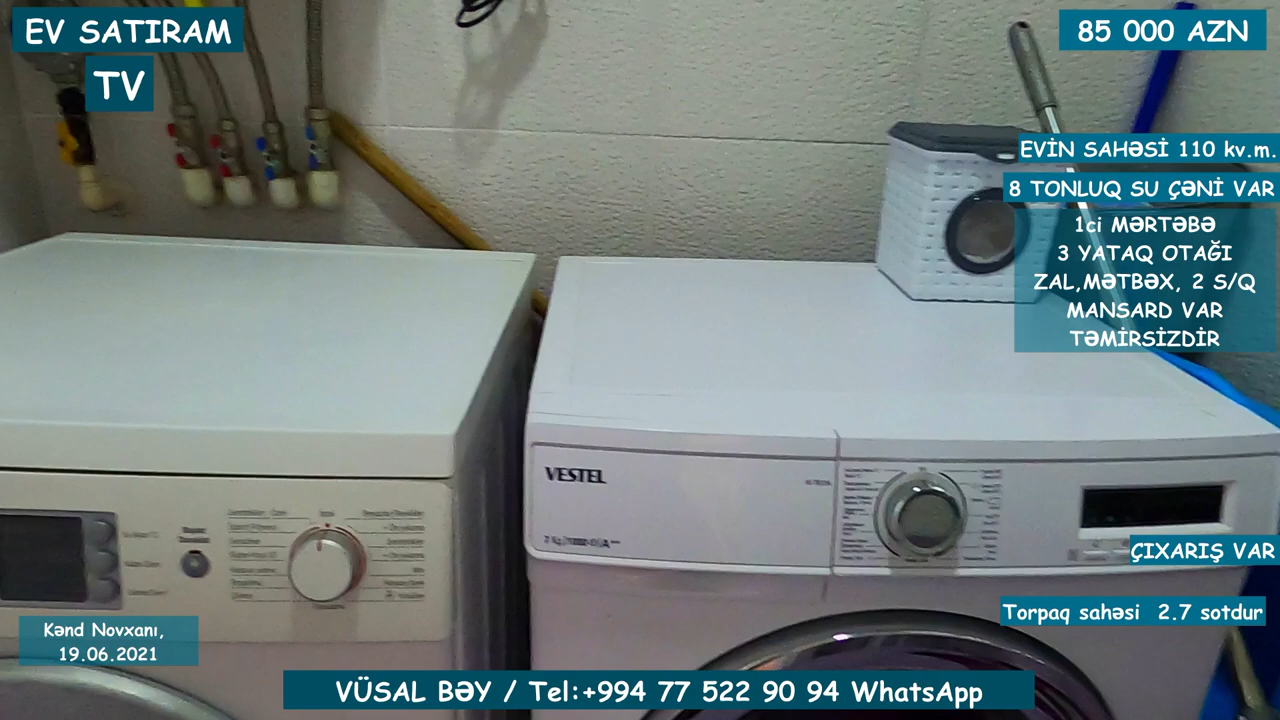 EV SATIRAM
TV
85 000 AZN
EVİN SAHƏSİ 110 kv.m.
8 TONLUQ SU ÇƏNİ VAR
1ci MƏRTƏBƏ
3 YATAQ OTAĞI
ZAL,MƏTBƏX, 2 S/Q
MANSARD VAR
TƏMİRSİZDİR
VESTEL
ÇIXARIŞ VAR
Torpaq sahəsi 2.7 sotdur
Kənd Novxanı,
19.06.2021
VÜSAL BƏY / Tel:+994 77 522 90 94 WhatsApp